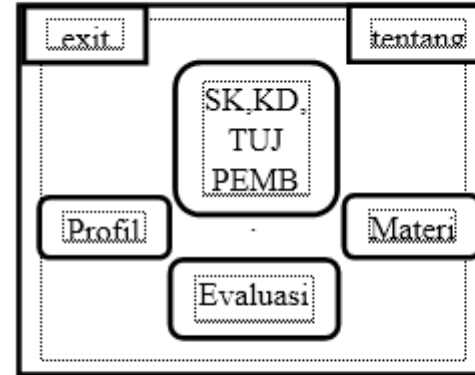 exit
tentang
SK,KD,
TUJ
PEMB
Profil
Materi
Evaluasi